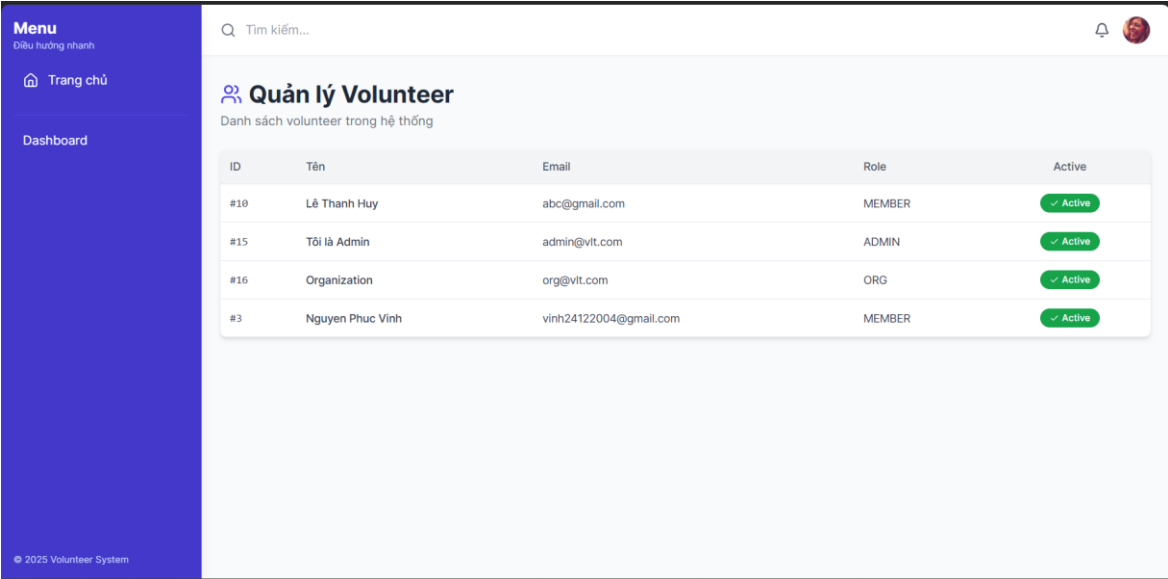 Menu
Điều hướng nhanh
Trang chủ
Dashboard
© 2025 Volunteer System
Tìm kiếm...
Quản lý Volunteer
Danh sách volunteer trong hệ thống
ID Tên Email Role Active
#10 Lê Thanh Huy abc@gmail.com MEMBER ✓ Active
#15 Tôi là Admin admin@vlt.com ADMIN ✓ Active
#16 Organization org@vlt.com ORG ✓ Active
#3 Nguyen Phuc Vinh vinh24122004@gmail.com MEMBER ✓ Active